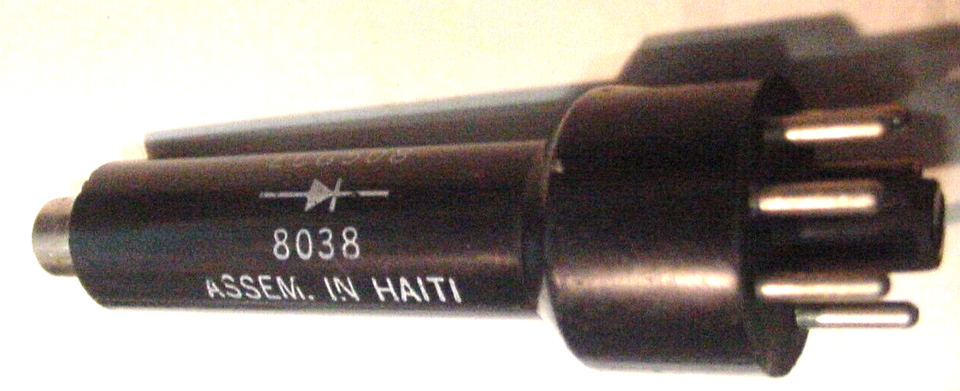 8038
ASSEM. IN HAITI